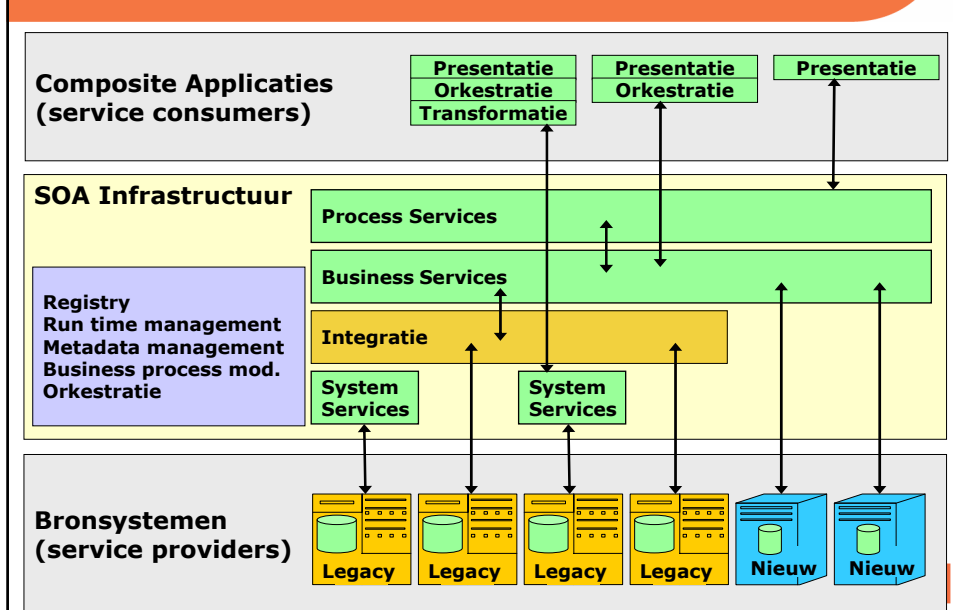 Composite Applicaties
(service consumers)
Presentatie
Orkestratie
Transformatie
Presentatie
Orkestratie
Presentatie
SOA Infrastructuur
Process Services
Business Services
Integratie
System
Services
System
Services
Registry
Run time management
Metadata management
Business process mod.
Orkestratie
Bronsystemen
(service providers)
Legacy
Legacy
Legacy
Legacy
Nieuw
Nieuw